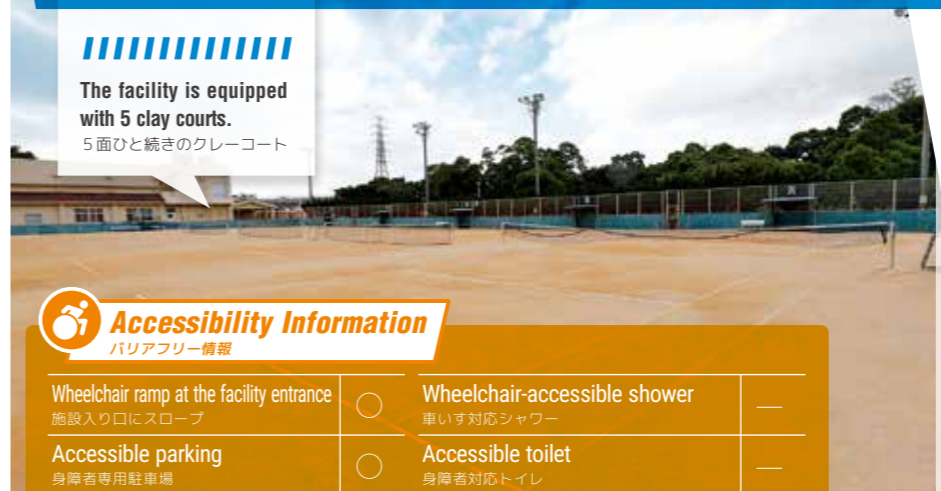 The facility is equipped
with 5 clay courts.
５面ひと続きのクレーコート
Accessibility Information
バリアフリー情報
Wheelchair ramp at the facility entrance ○
施設入り口にスロープ
Wheelchair-accessible shower —
車いす対応シャワー
Accessible parking ○
身障者専用駐車場
Accessible toilet —
身障者対応トイレ